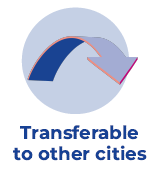 Transferable
to other cities